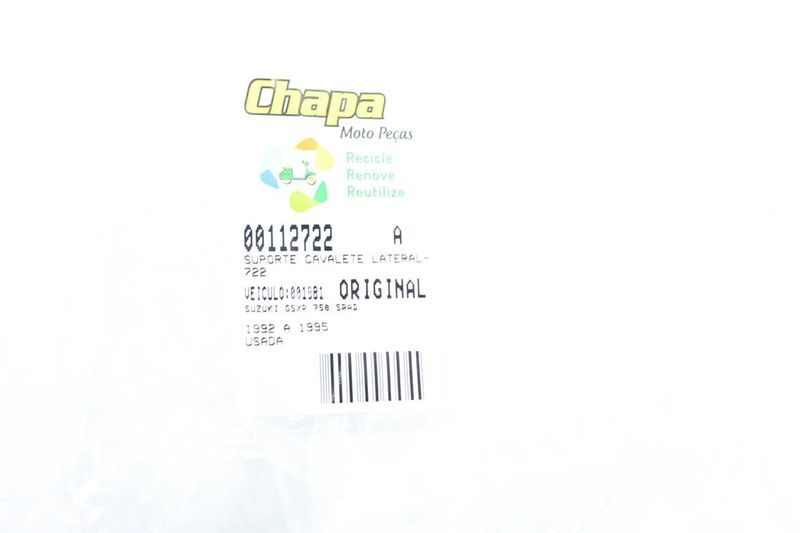 Chapa
Moto Peças
Recicle
Renove
Reutilize
00112722 A
SUPORTE CAVALETE LATERAL-
722
VEICULO:001581 ORIGINAL
SUZUKI GSXR 750 SRAD
1992 A 1995
USADA